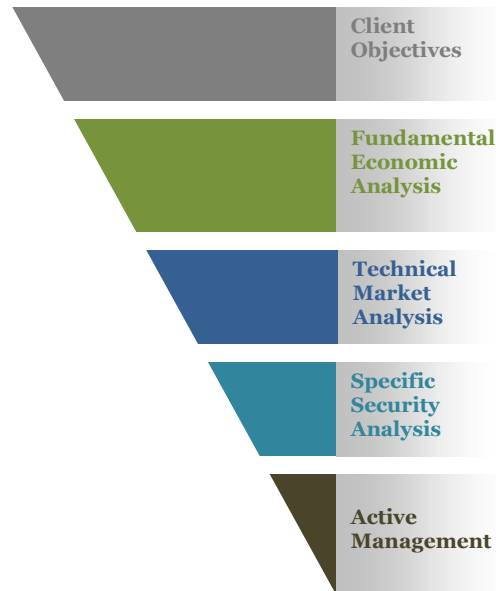 Client
Objectives
Fundamental
Economic
Analysis
Technical
Market
Analysis
Specific
Security
Analysis
Active
Management